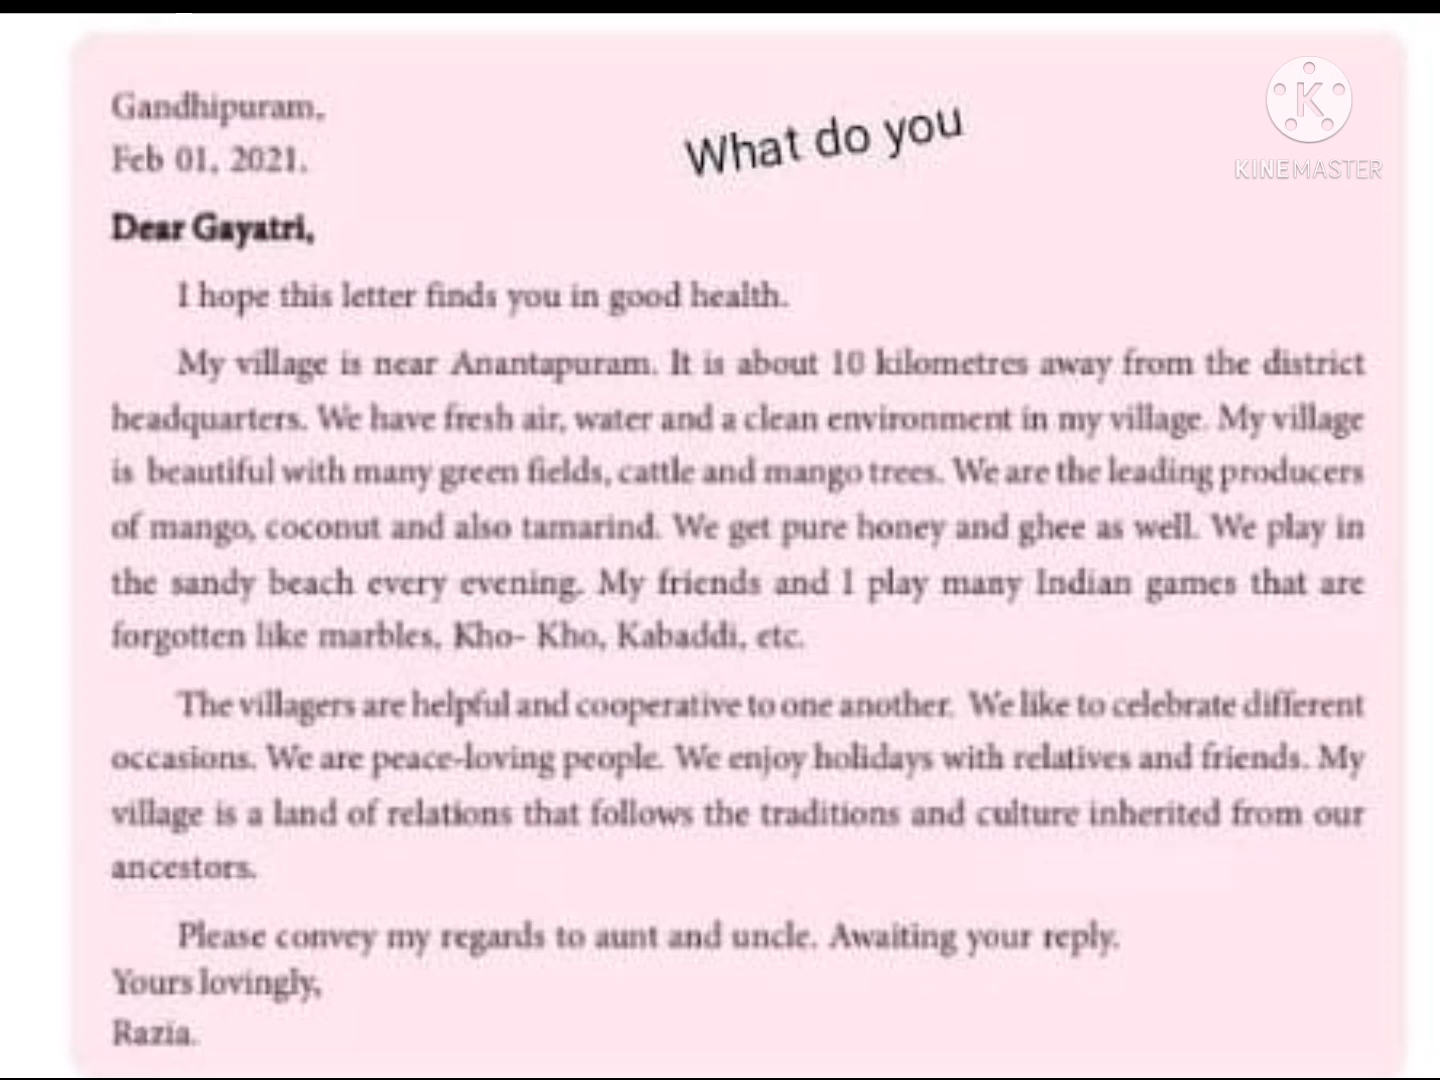 Gandhipuram,
Feb 01, 2021.
What do you
KINEMASTER
Dear Gayatri,
I hope this letter finds you in good health.
My village is near Anantapuram. It is about 10 kilometres away from the district
headquarters. We have fresh air, water and a clean environment in my village. My village
is beautiful with many green fields, cattle and mango trees. We are the leading producers
of mango, coconut and also tamarind. We get pure honey and ghee as well. We play in
the sandy beach every evening. My friends and I play many Indian games that are
forgotten like marbles, Kho- Kho, Kabaddi, etc.
The villagers are helpful and cooperative to one another. We like to celebrate different
occasions. We are peace-loving people. We enjoy holidays with relatives and friends. My
village is a land of relations that follows the traditions and culture inherited from our
ancestors.
Please convey my regards to aunt and uncle. Awaiting your reply.
Yours lovingly,
Razia.